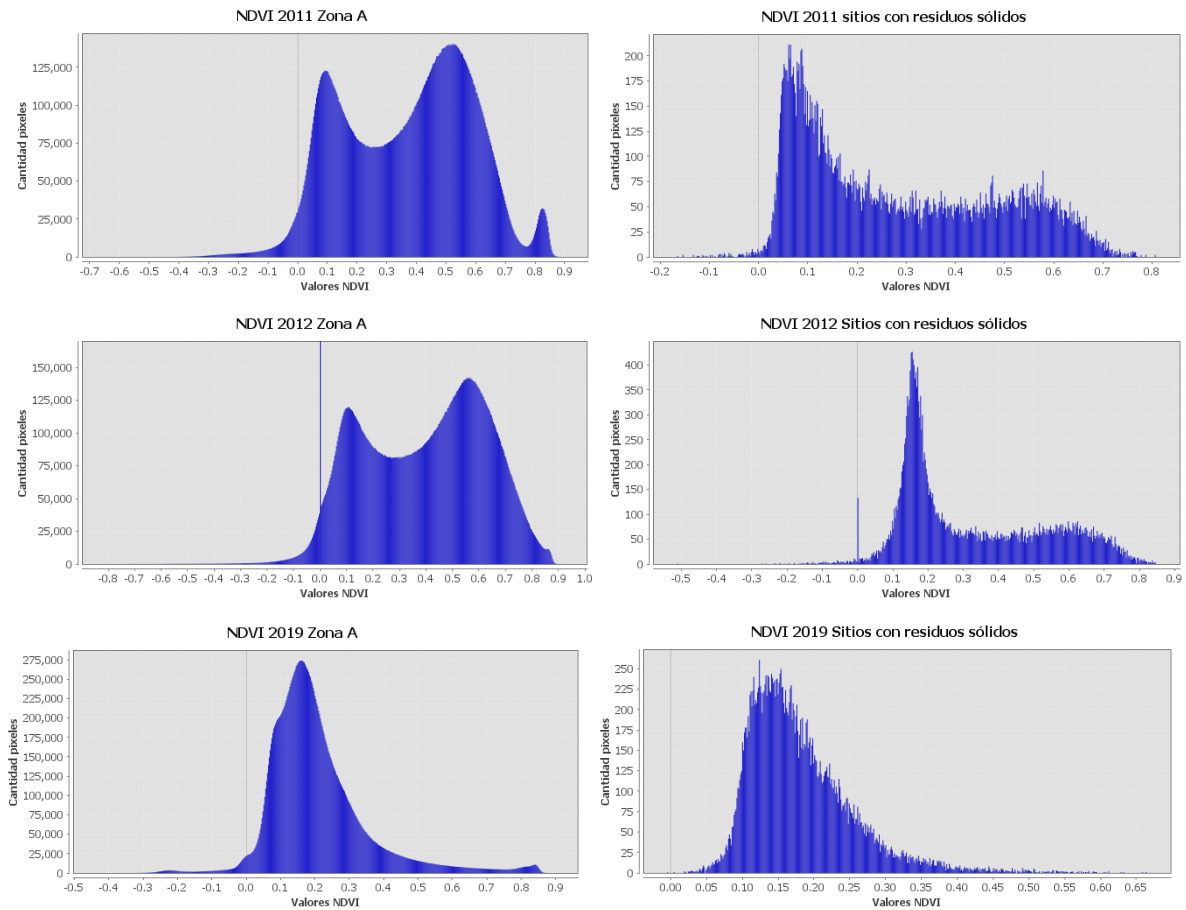 NDVI 2011 Zona A
Cantidad pixeles
125,000
100,000
75,000
50,000
25,000
0
-0.7 -0.6 -0.5 -0.4 -0.3 -0.2 -0.1 0.0 0.1 0.2 0.3 0.4 0.5 0.6 0.7 0.8 0.9
Valores NDVI
NDVI 2011 sitios con residuos sólidos
Cantidad pixeles
200
175
150
125
100
75
50
25
0
-0.2 -0.1 0.0 0.1 0.2 0.3 0.4 0.5 0.6 0.7 0.8
Valores NDVI
NDVI 2012 Zona A
Cantidad pixeles
150,000
125,000
100,000
75,000
50,000
25,000
0
-0.8 -0.7 -0.6 -0.5 -0.4 -0.3 -0.2 -0.1 0.0 0.1 0.2 0.3 0.4 0.5 0.6 0.7 0.8 0.9 1.0
Valores NDVI
NDVI 2012 Sitios con residuos sólidos
Cantidad pixeles
400
350
300
250
200
150
100
50
0
-0.5 -0.4 -0.3 -0.2 -0.1 0.0 0.1 0.2 0.3 0.4 0.5 0.6 0.7 0.8 0.9
Valores NDVI
NDVI 2019 Zona A
Cantidad pixeles
275,000
250,000
225,000
200,000
175,000
150,000
125,000
100,000
75,000
50,000
25,000
0
-0.5 -0.4 -0.3 -0.2 -0.1 0.0 0.1 0.2 0.3 0.4 0.5 0.6 0.7 0.8 0.9
Valores NDVI
NDVI 2019 Sitios con residuos sólidos
Cantidad pixeles
250
225
200
175
150
125
100
75
50
25
0
0.00 0.05 0.10 0.15 0.20 0.25 0.30 0.35 0.40 0.45 0.50 0.55 0.60 0.65
Valores NDVI